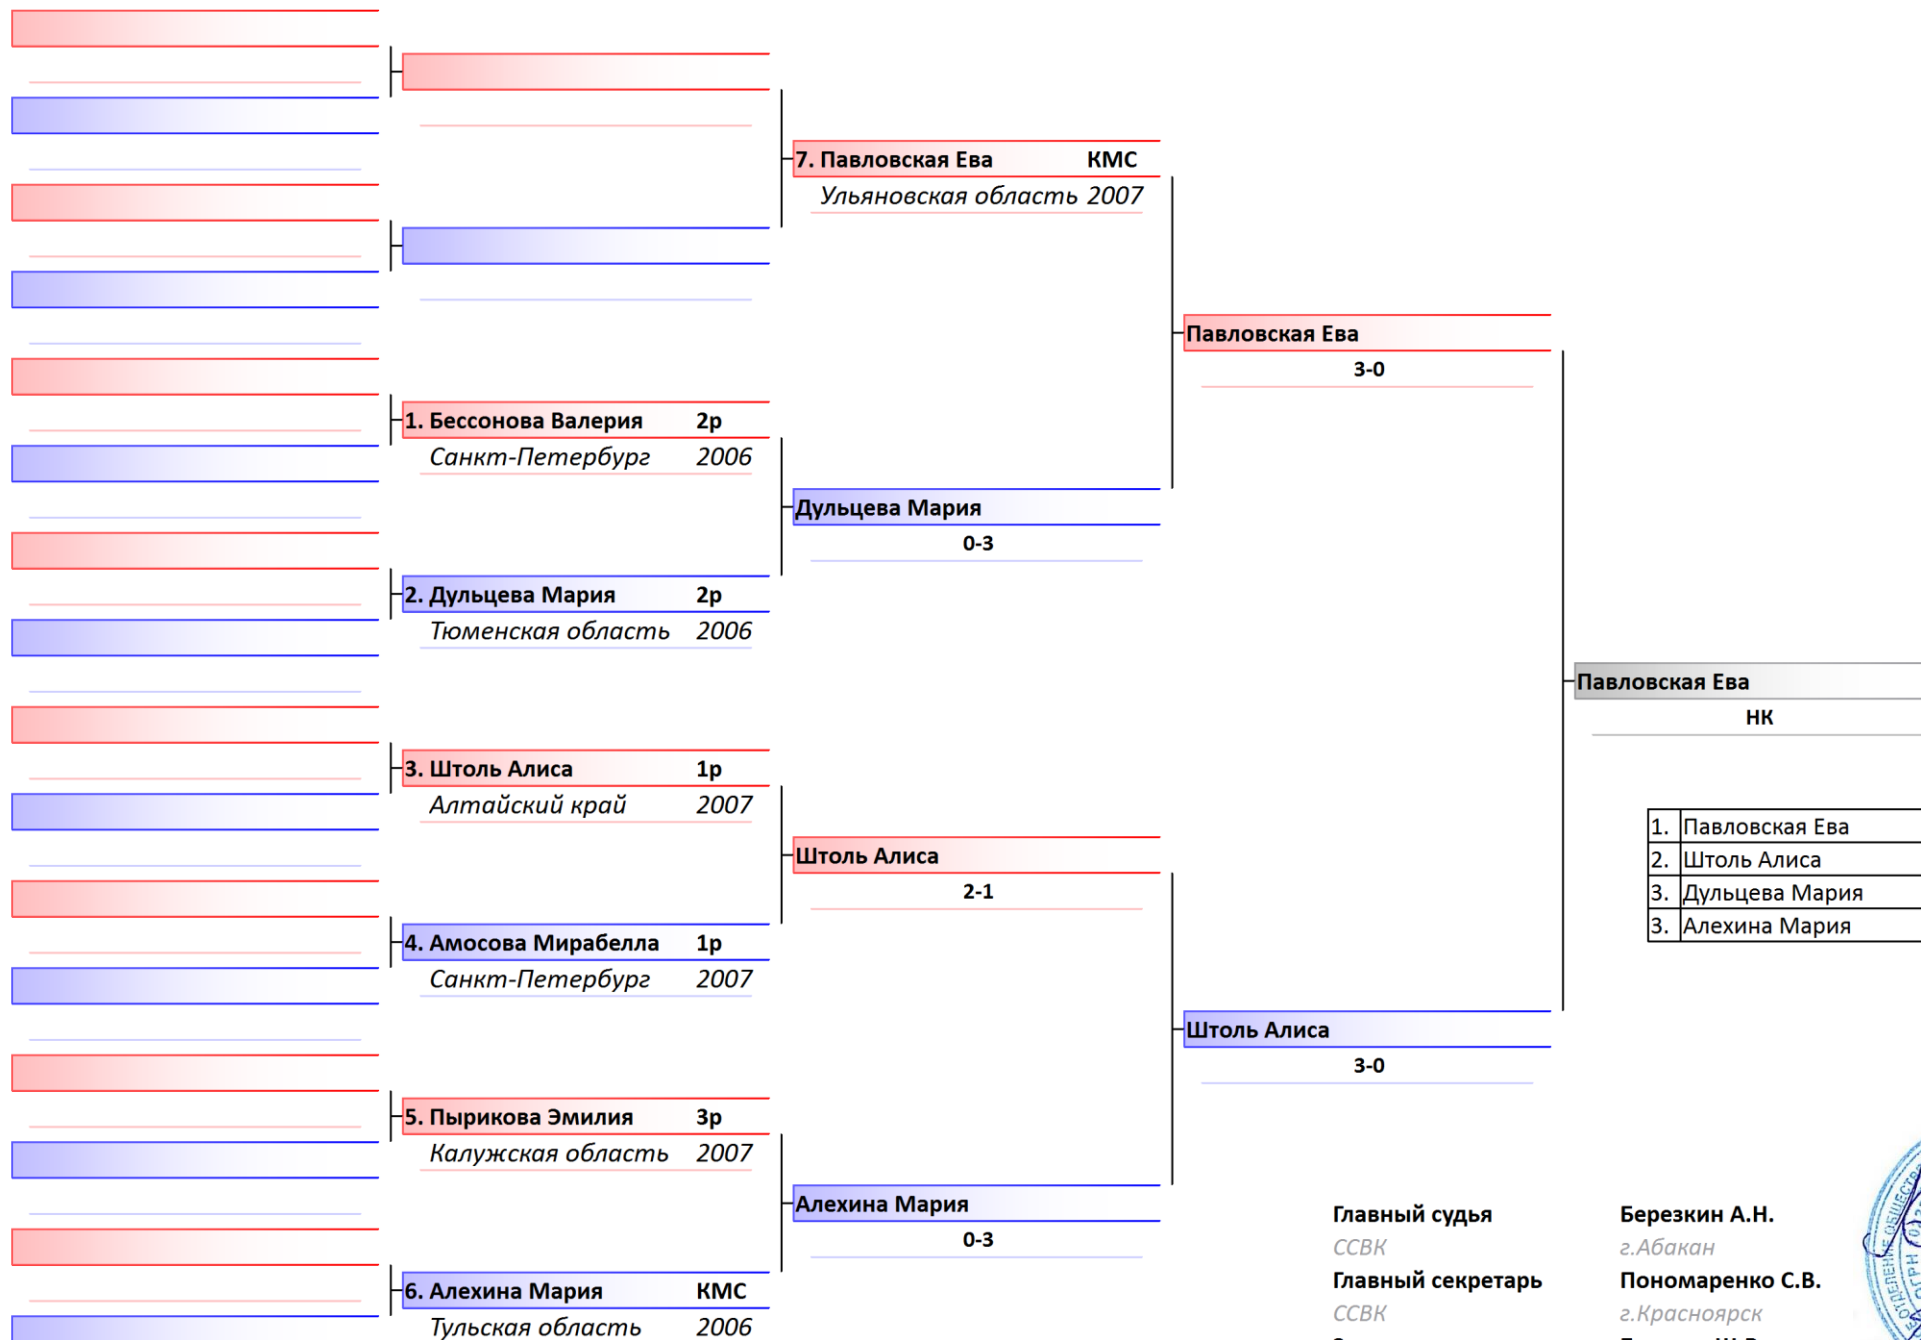 7. Павловская Ева КМС
Ульяновская область 2007
Павловская Ева
3-0
1. Бессонова Валерия 2р
Санкт-Петербург 2006
Дульцева Мария
0-3
2. Дульцева Мария 2р
Тюменская область 2006
Павловская Ева
НК
3. Штоль Алиса 1р
Алтайский край 2007
1. Павловская Ева
2. Штоль Алиса
3. Дульцева Мария
3. Алехина Мария
Штоль Алиса
2-1
4. Амосова Мирабелла 1р
Санкт-Петербург 2007
Штоль Алиса
3-0
5. Пырикова Эмилия 3р
Калужская область 2007
Алехина Мария
0-3
6. Алехина Мария КМС
Тульская область 2006
Главный судья Березкин А.Н.
ССВК г.Абакан
Главный секретарь Пономаренко С.В.
ССВК г.Красноярск